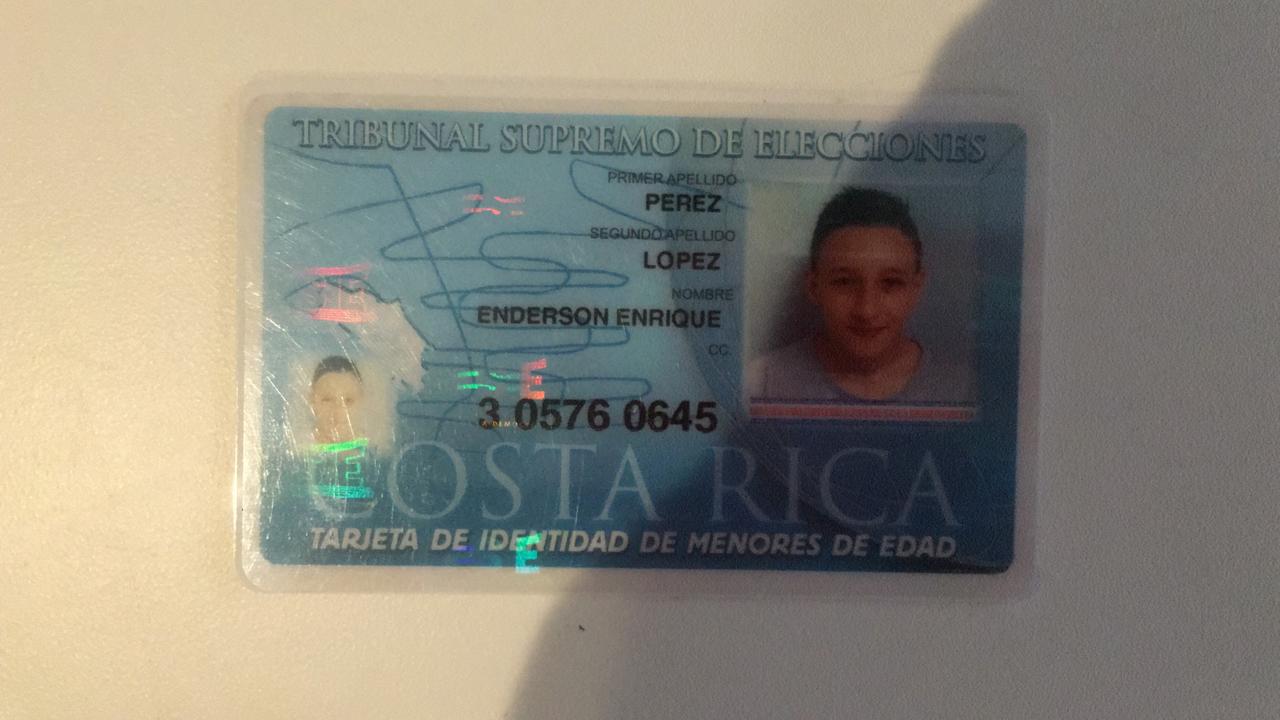 TRIBUNAL SUPREMO DE ELECCIONES
PRIMER APELLIDO
PEREZ
SEGUNDO APELLIDO
LOPEZ
NOMBRE
ENDERSON ENRIQUE
CC.
3 0576 0645
COSTA RICA
TARJETA DE IDENTIDAD DE MENORES DE EDAD